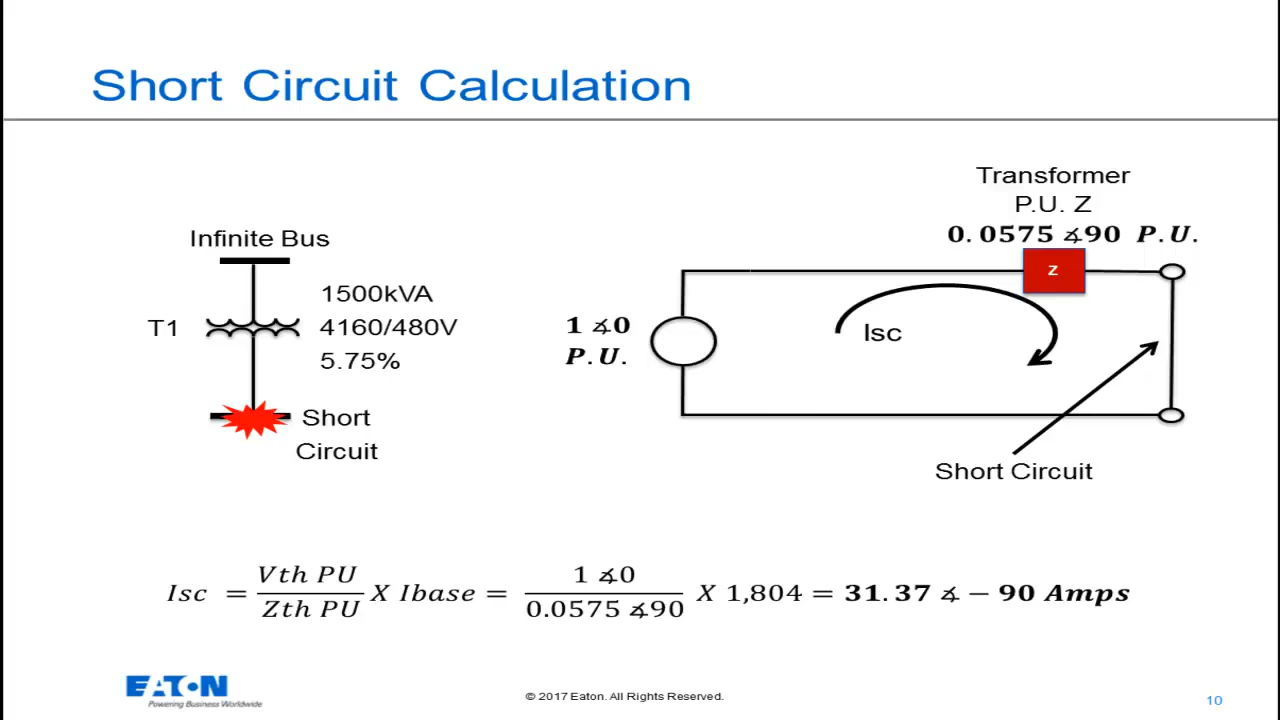 Short Circuit Calculation
Infinite Bus
T1
1500kVA
4160/480V
5.75%
Short
Circuit
Transformer
P.U. Z
0.0575 ∡90 P.U.
z
1 ∡0
P.U.
Isc
Short Circuit
Isc = Vth PU / Zth PU X Ibase = 1 ∡0 / 0.0575 ∡90 X 1,804 = 31.37 ∡ − 90 Amps
EATON
Powering Business Worldwide
© 2017 Eaton. All Rights Reserved.
10